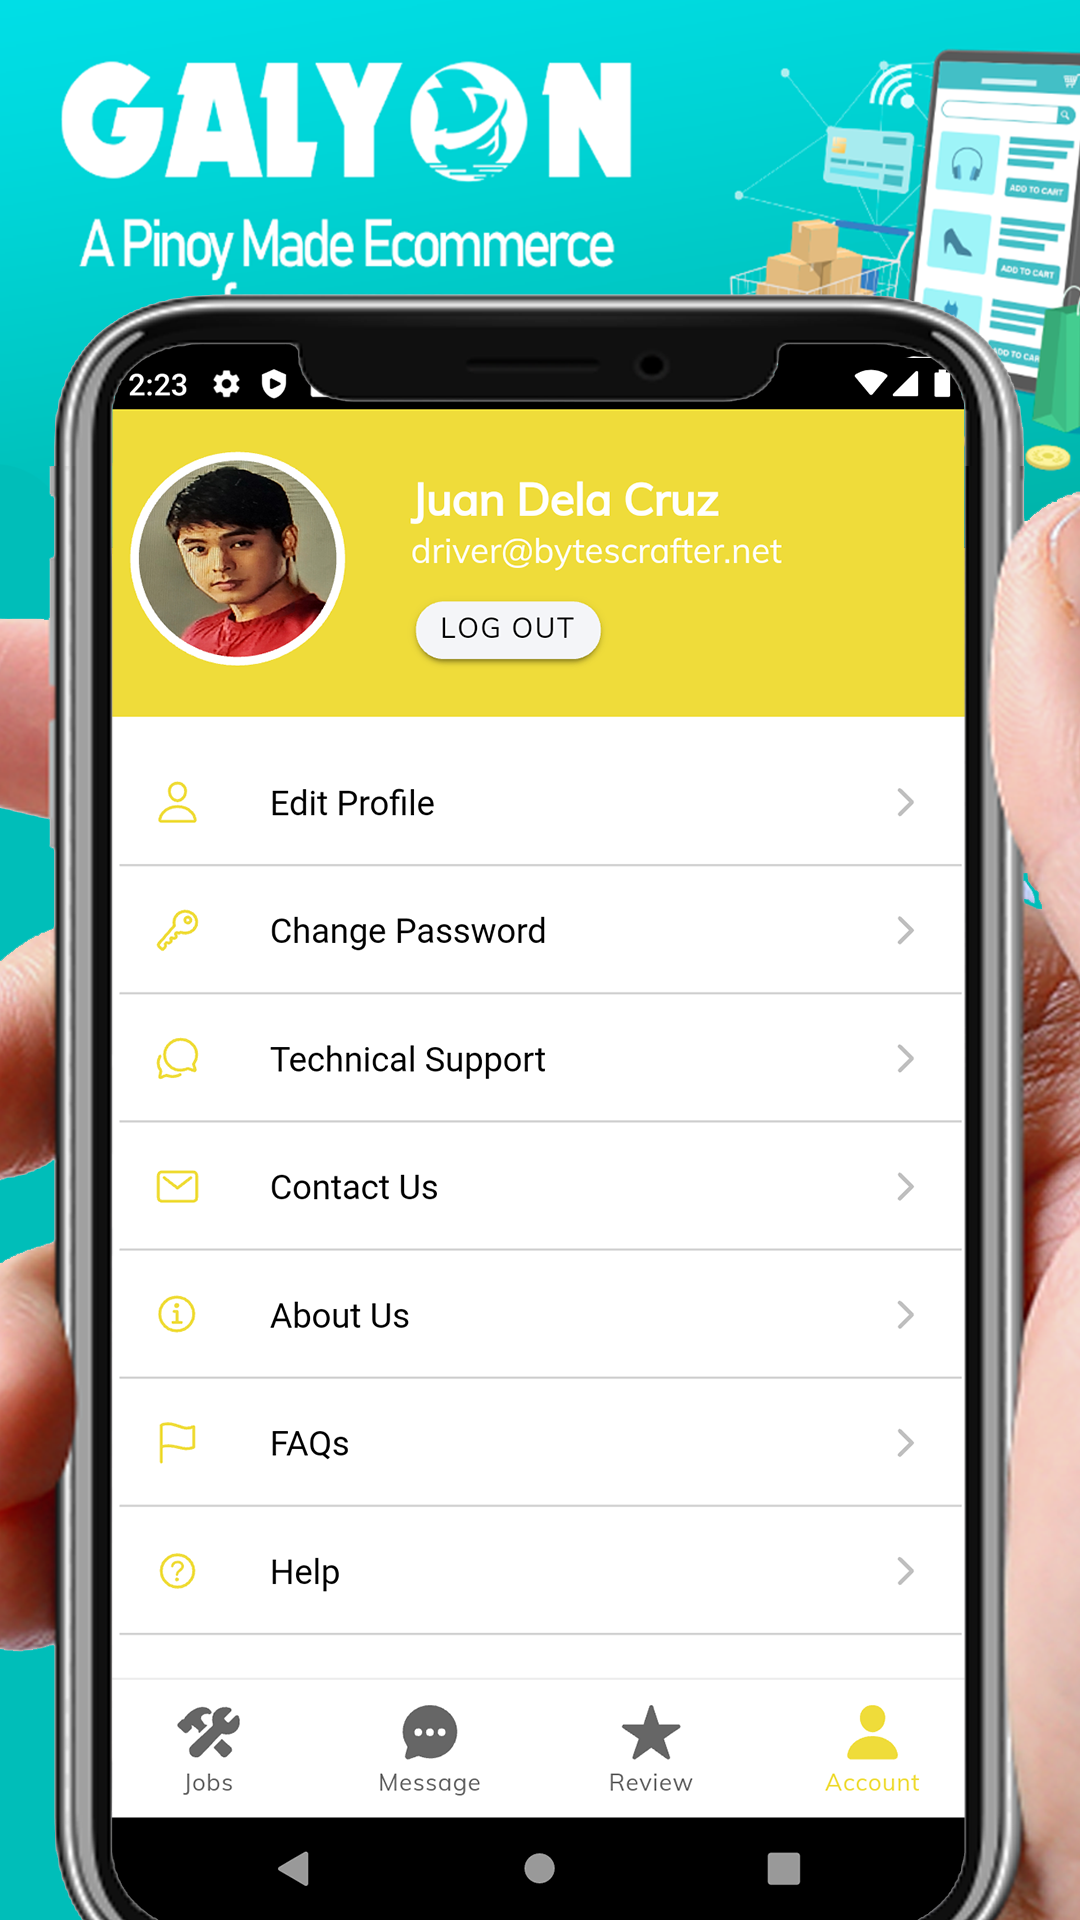 GALYON
A Pinoy Made Ecommerce
ADD TO CART
ADD TO CART
ADD TO CAR
2:23
Juan Dela Cruz
driver@bytescrafter.net
LOG OUT
Edit Profile
Change Password
Technical Support
Contact Us
About Us
FAQs
Help
Jobs
Message
Review
Account